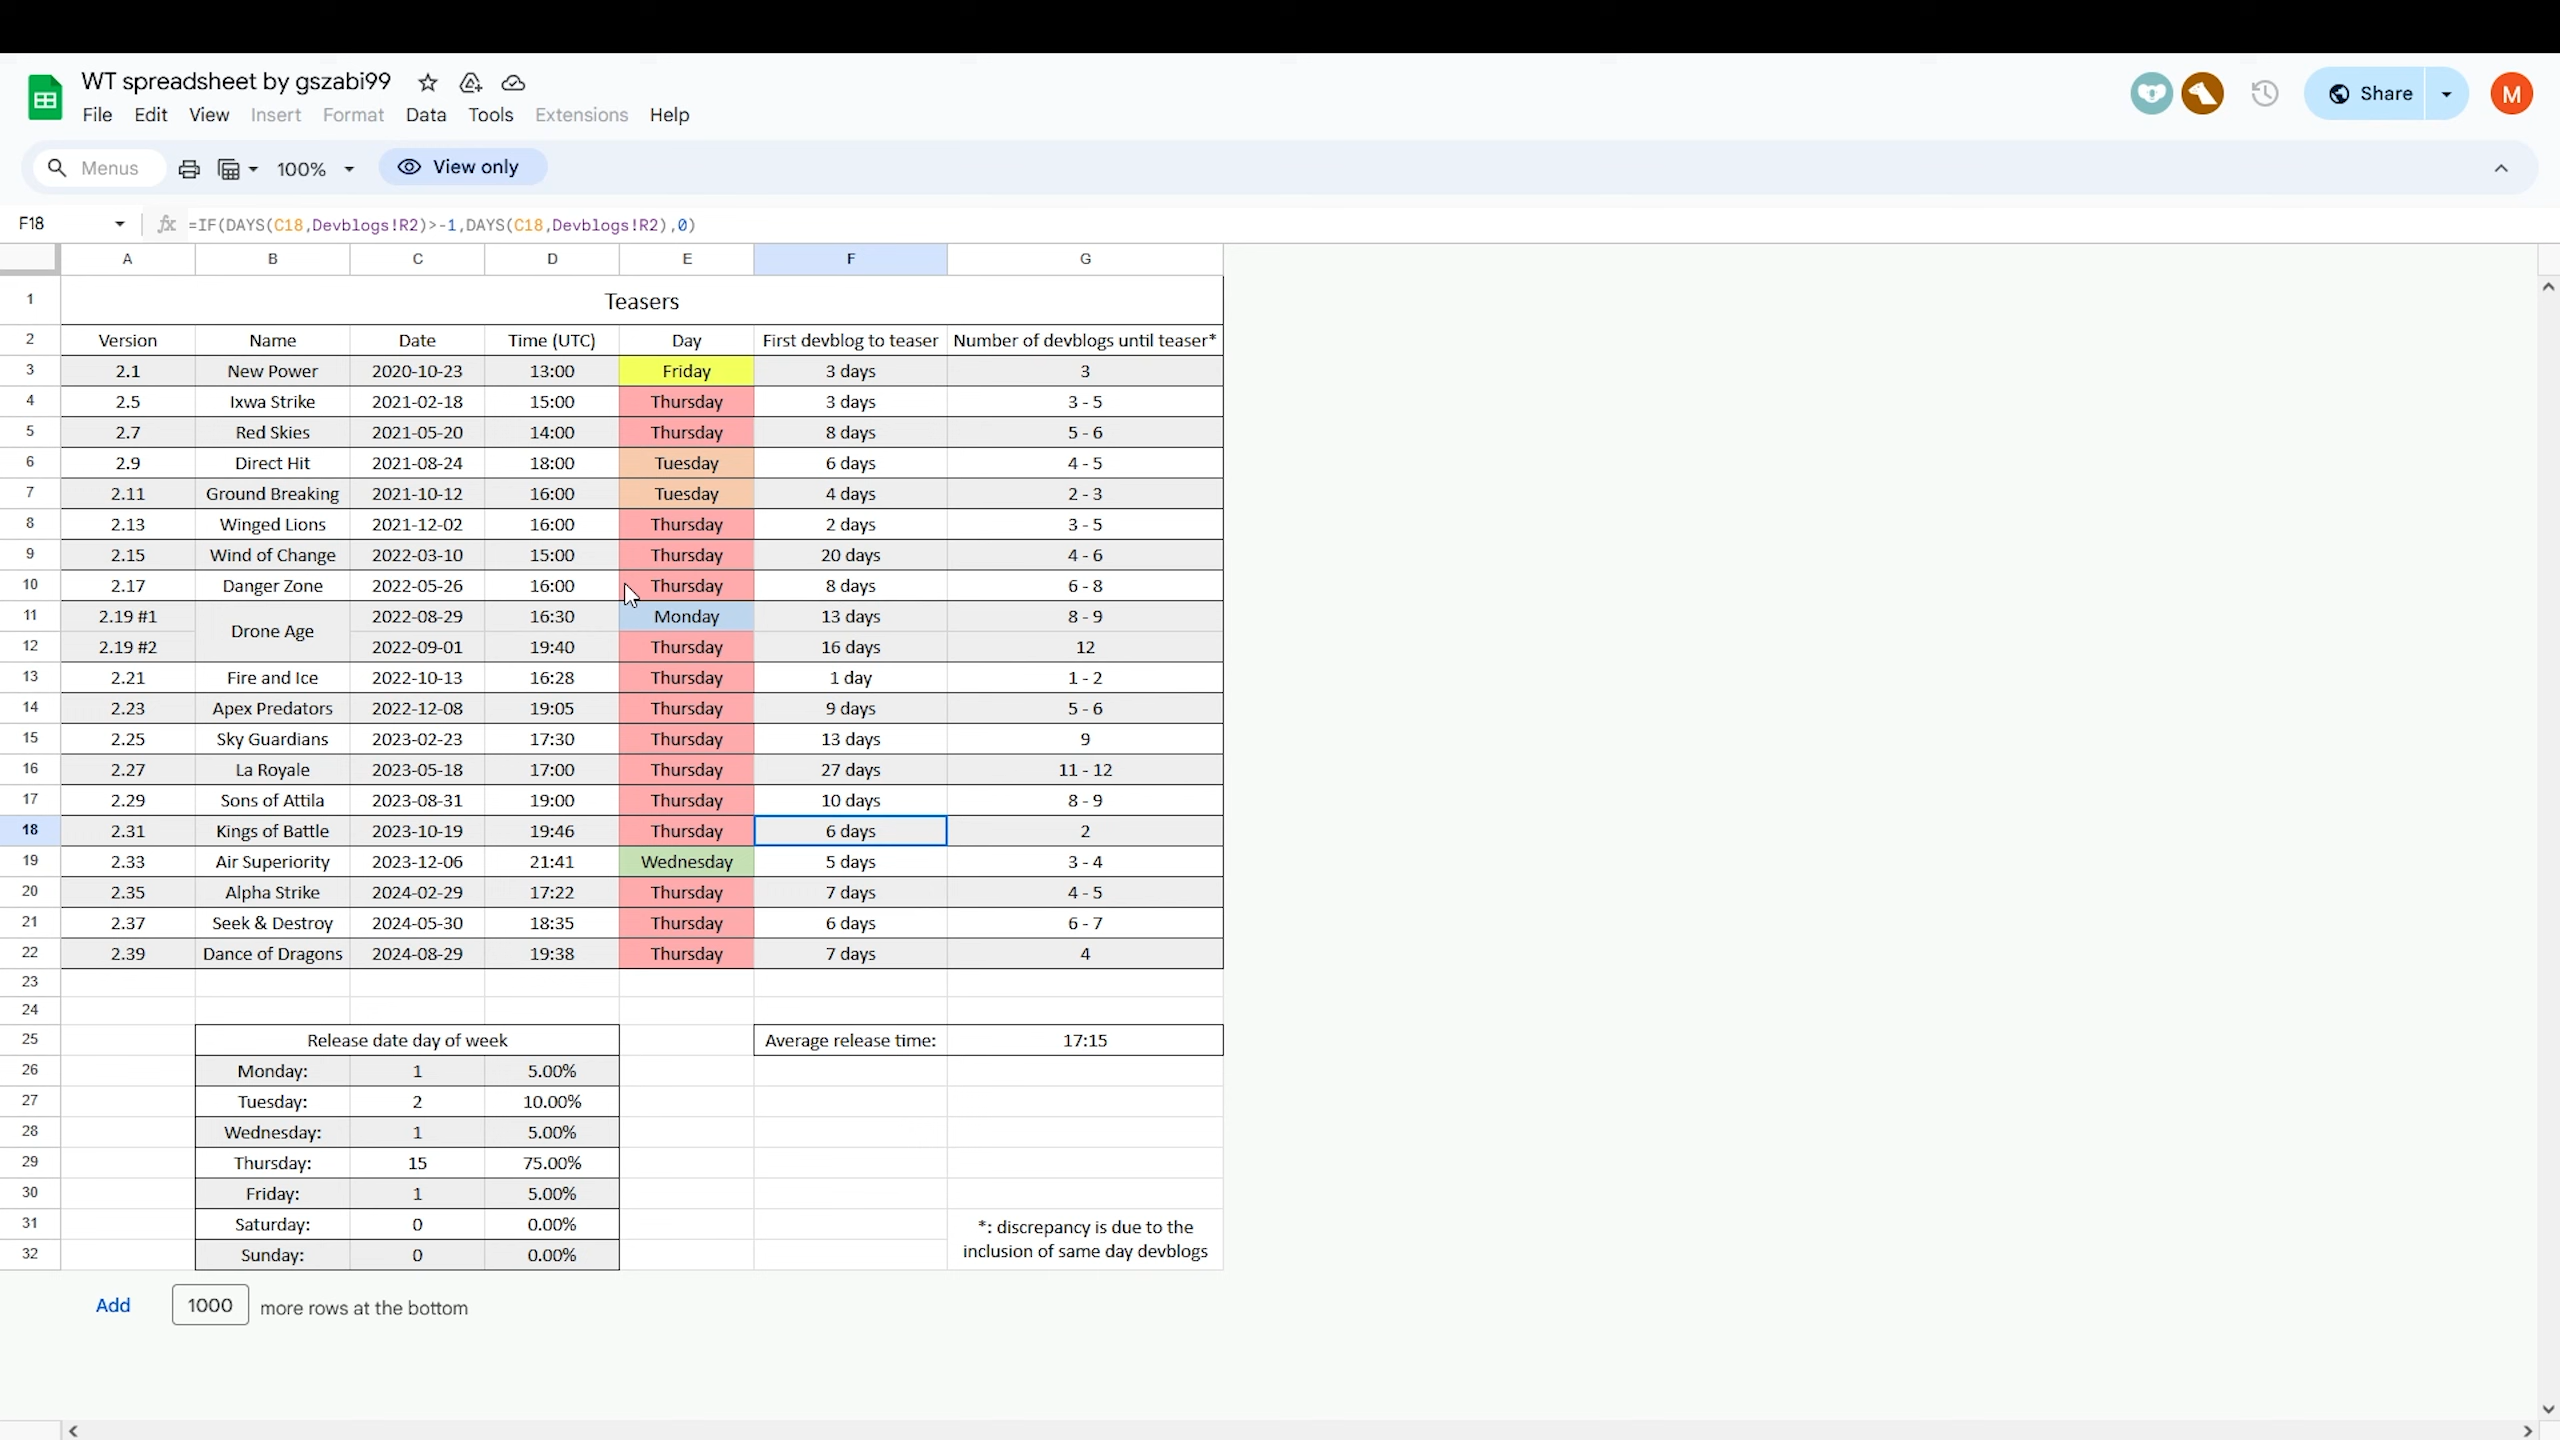 WT spreadsheet by gszabi99
File Edit View Insert Format Data Tools Extensions Help
Share
M
Menus 100% View only
F18 fx =IF(DAYS(C18,Devblogs!R2)>-1,DAYS(C18,Devblogs!R2),0)
A B C D E F G
1 Teasers
2 Version Name Date Time (UTC) Day First devblog to teaser Number of devblogs until teaser*
3 2.1 New Power 2020-10-23 13:00 Friday 3 days 3
4 2.5 Ixwa Strike 2021-02-18 15:00 Thursday 3 days 3 - 5
5 2.7 Red Skies 2021-05-20 14:00 Thursday 8 days 5 - 6
6 2.9 Direct Hit 2021-08-24 18:00 Tuesday 6 days 4 - 5
7 2.11 Ground Breaking 2021-10-12 16:00 Tuesday 4 days 2 - 3
8 2.13 Winged Lions 2021-12-02 16:00 Thursday 2 days 3 - 5
9 2.15 Wind of Change 2022-03-10 15:00 Thursday 20 days 4 - 6
10 2.17 Danger Zone 2022-05-26 16:00 Thursday 8 days 6 - 8
11 2.19 #1 Drone Age 2022-08-29 16:30 Monday 13 days 8 - 9
12 2.19 #2 2022-09-01 19:40 Thursday 16 days 12
13 2.21 Fire and Ice 2022-10-13 16:28 Thursday 1 day 1 - 2
14 2.23 Apex Predators 2022-12-08 19:05 Thursday 9 days 5 - 6
15 2.25 Sky Guardians 2023-02-23 17:30 Thursday 13 days 9
16 2.27 La Royale 2023-05-18 17:00 Thursday 27 days 11 - 12
17 2.29 Sons of Attila 2023-08-31 19:00 Thursday 10 days 8 - 9
18 2.31 Kings of Battle 2023-10-19 19:46 Thursday 6 days 2
19 2.33 Air Superiority 2023-12-06 21:41 Wednesday 5 days 3 - 4
20 2.35 Alpha Strike 2024-02-29 17:22 Thursday 7 days 4 - 5
21 2.37 Seek & Destroy 2024-05-30 18:35 Thursday 6 days 6 - 7
22 2.39 Dance of Dragons 2024-08-29 19:38 Thursday 7 days 4
23
24
25 Release date day of week Average release time: 17:15
26 Monday: 1 5.00%
27 Tuesday: 2 10.00%
28 Wednesday: 1 5.00%
29 Thursday: 15 75.00%
30 Friday: 1 5.00%
31 Saturday: 0 0.00% *: discrepancy is due to the
32 Sunday: 0 0.00% inclusion of same day devblogs
Add 1000 more rows at the bottom